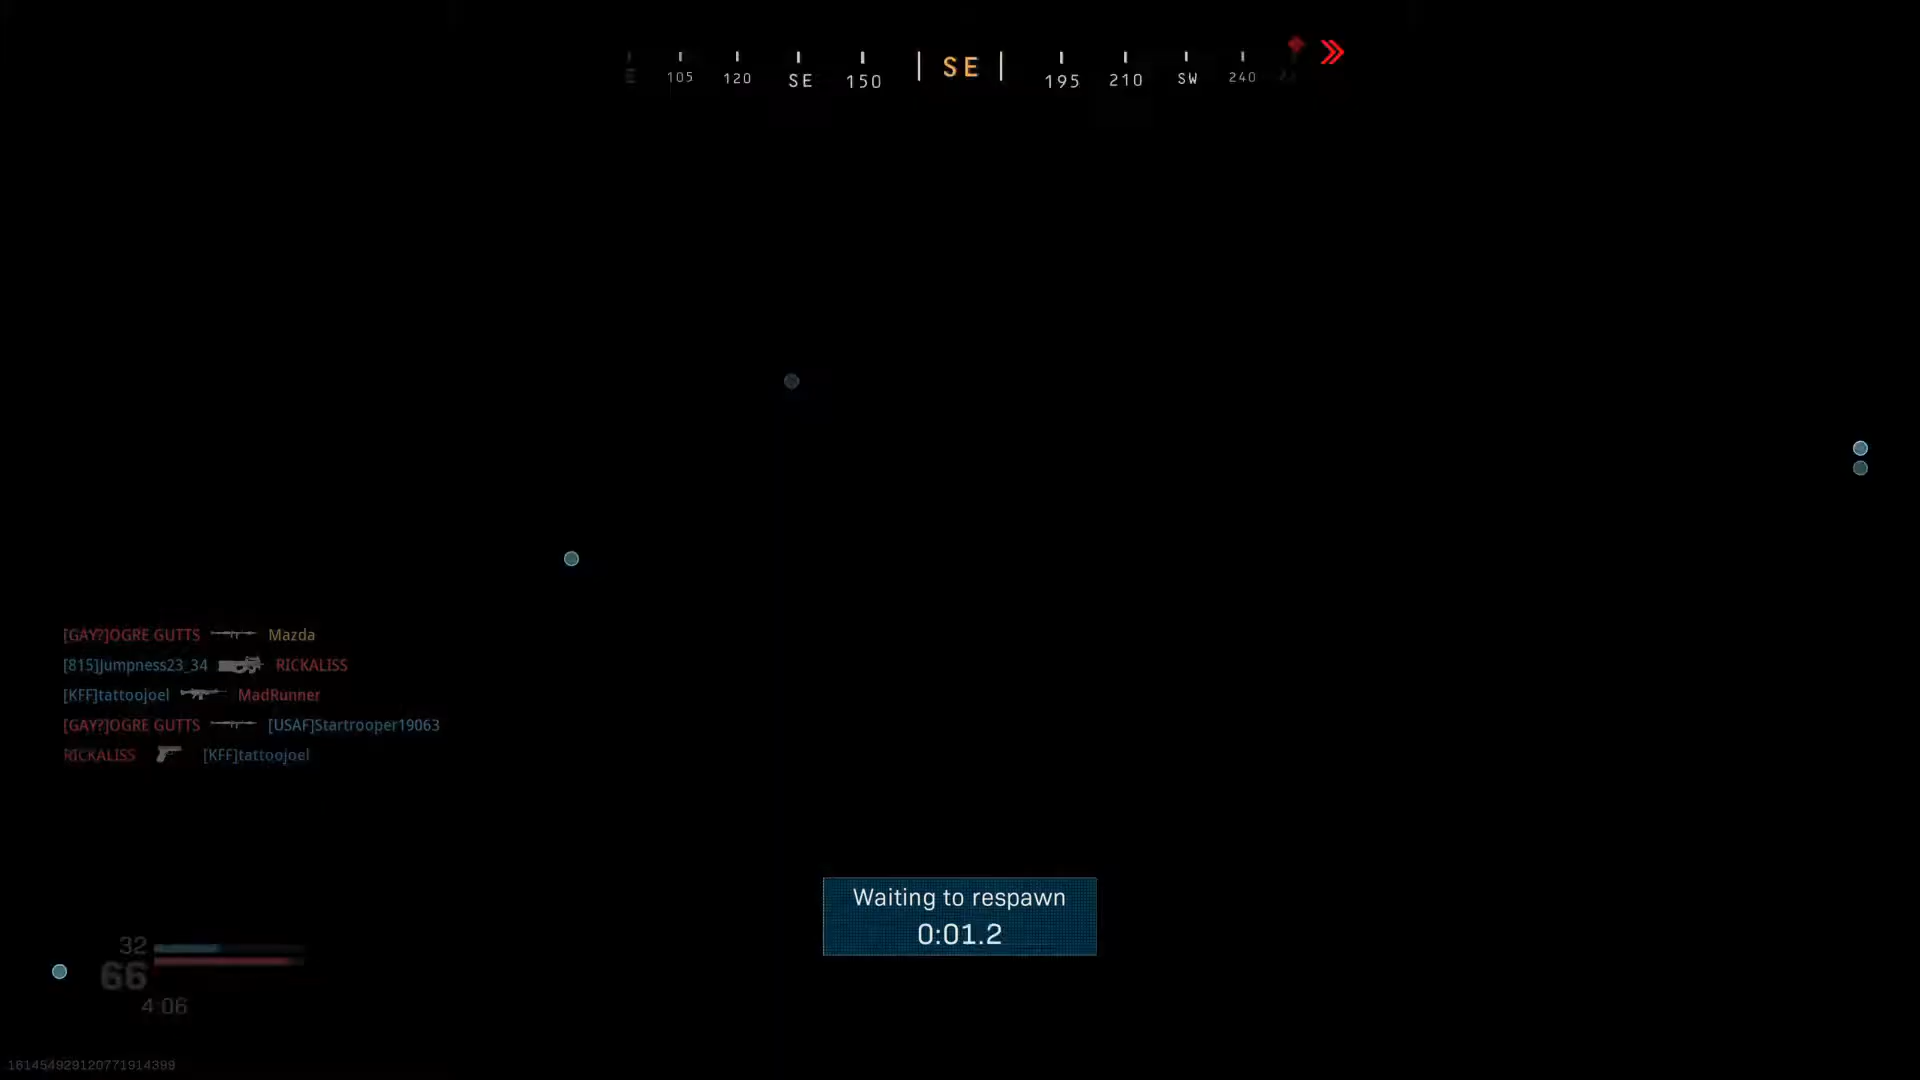 E 105 120 SE 150 SE 195 210 SW 240
[GAY?]OGRE GUTTS Mazda
[815]Jumpness23_34 RICKALISS
[KFF]tattoojoel MadRunner
[GAY?]OGRE GUTTS [USAF]Startrooper19063
RICKALISS [KFF]tattoojoel
Waiting to respawn
0:01.2
32
66
4:06
161454929120771914399